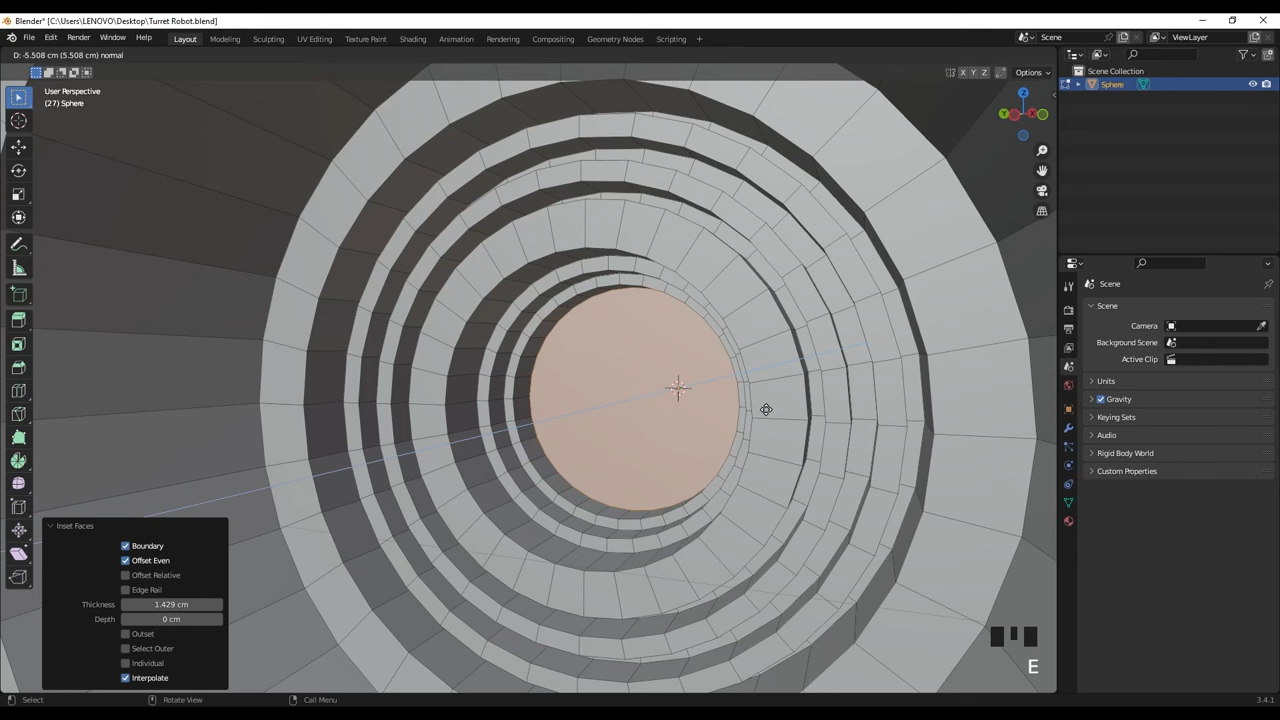 Blender* [C:\Users\LENOVO\Desktop\Turret Robot.blend]
File Edit Render Window Help Layout Modeling Sculpting UV Editing Texture Paint Shading Animation Rendering Compositing Geometry Nodes Scripting + Scene ViewLayer
D: -5.508 cm (5.508 cm) normal
X Y Z Options
Scene Collection
Sphere
User Perspective
(27) Sphere
Z
Y X
Scene
Scene
Camera
Background Scene
Active Clip
Units
Gravity
Keying Sets
Audio
Rigid Body World
Custom Properties
Inset Faces
Boundary
Offset Even
Offset Relative
Edge Rail
Thickness 1.429 cm
Depth 0 cm
Outset
Select Outer
Individual
Interpolate
E
Select Rotate View Call Menu 3.4.1